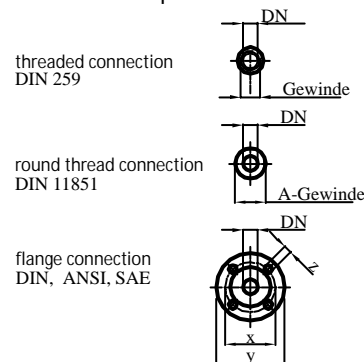 DN
threaded connection
DIN 259
Gewinde
DN
round thread connection
DIN 11851
A-Gewinde
DN
flange connection
DIN, ANSI, SAE
z
x
y